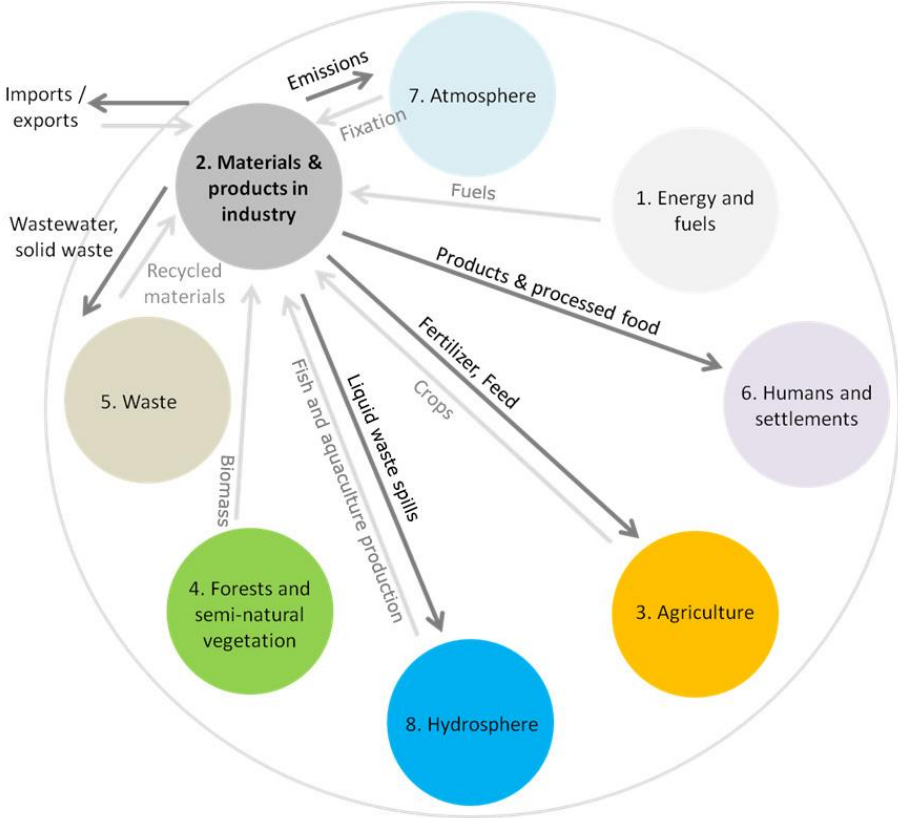 Emissions
7. Atmosphere
Imports /
exports
Fixation
2. Materials &
products in
industry
Fuels
1. Energy and
fuels
Wastewater,
solid waste
Recycled
materials
Products & processed food
Fertilizer, Feed
Crops
6. Humans and
settlements
5. Waste
Liquid waste spills
Fish and aquaculture production
Biomass
4. Forests and
semi-natural
vegetation
3. Agriculture
8. Hydrosphere